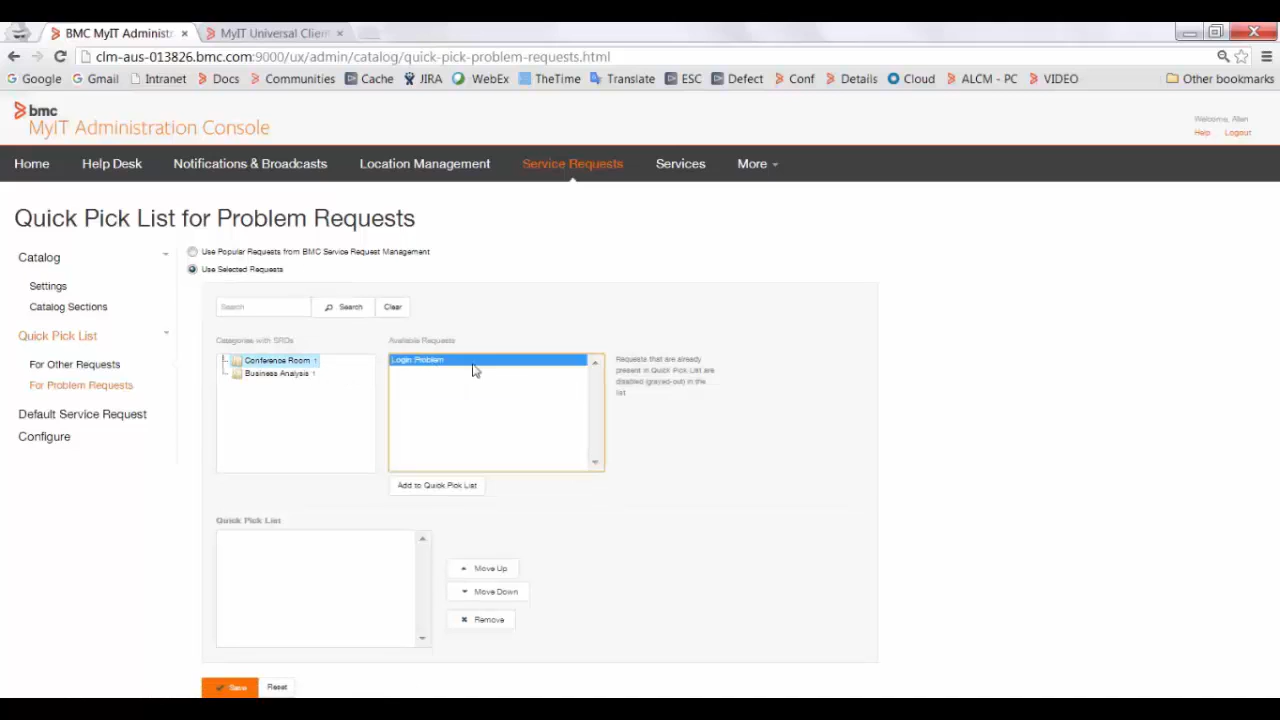 BMC MyIT Administr
MyIT Universal Clien
clm-aus-013826.bmc.com:9000/ux/admin/catalog/quick-pick-problem-requests.html
Google Gmail Intranet Docs Communities Cache JIRA WebEx TheTime Translate ESC Defect Conf Details Cloud ALCM - PC VIDEO Other bookmarks
bmc
MyIT Administration Console
Welcome, Allen
Help Logout
Home Help Desk Notifications & Broadcasts Location Management Service Requests Services More
Quick Pick List for Problem Requests
Catalog
Settings
Catalog Sections
Quick Pick List
For Other Requests
For Problem Requests
Default Service Request
Configure
Use Popular Requests from BMC Service Request Management
Use Selected Requests
Search Search Clear
Categories with SRDs
Conference Room 1
Business Analysis 1
Available Requests
Login Problem
Requests that are already
present in Quick Pick List are
disabled (grayed-out) in the
list
Add to Quick Pick List
Quick Pick List
Move Up
Move Down
Remove
Save Reset